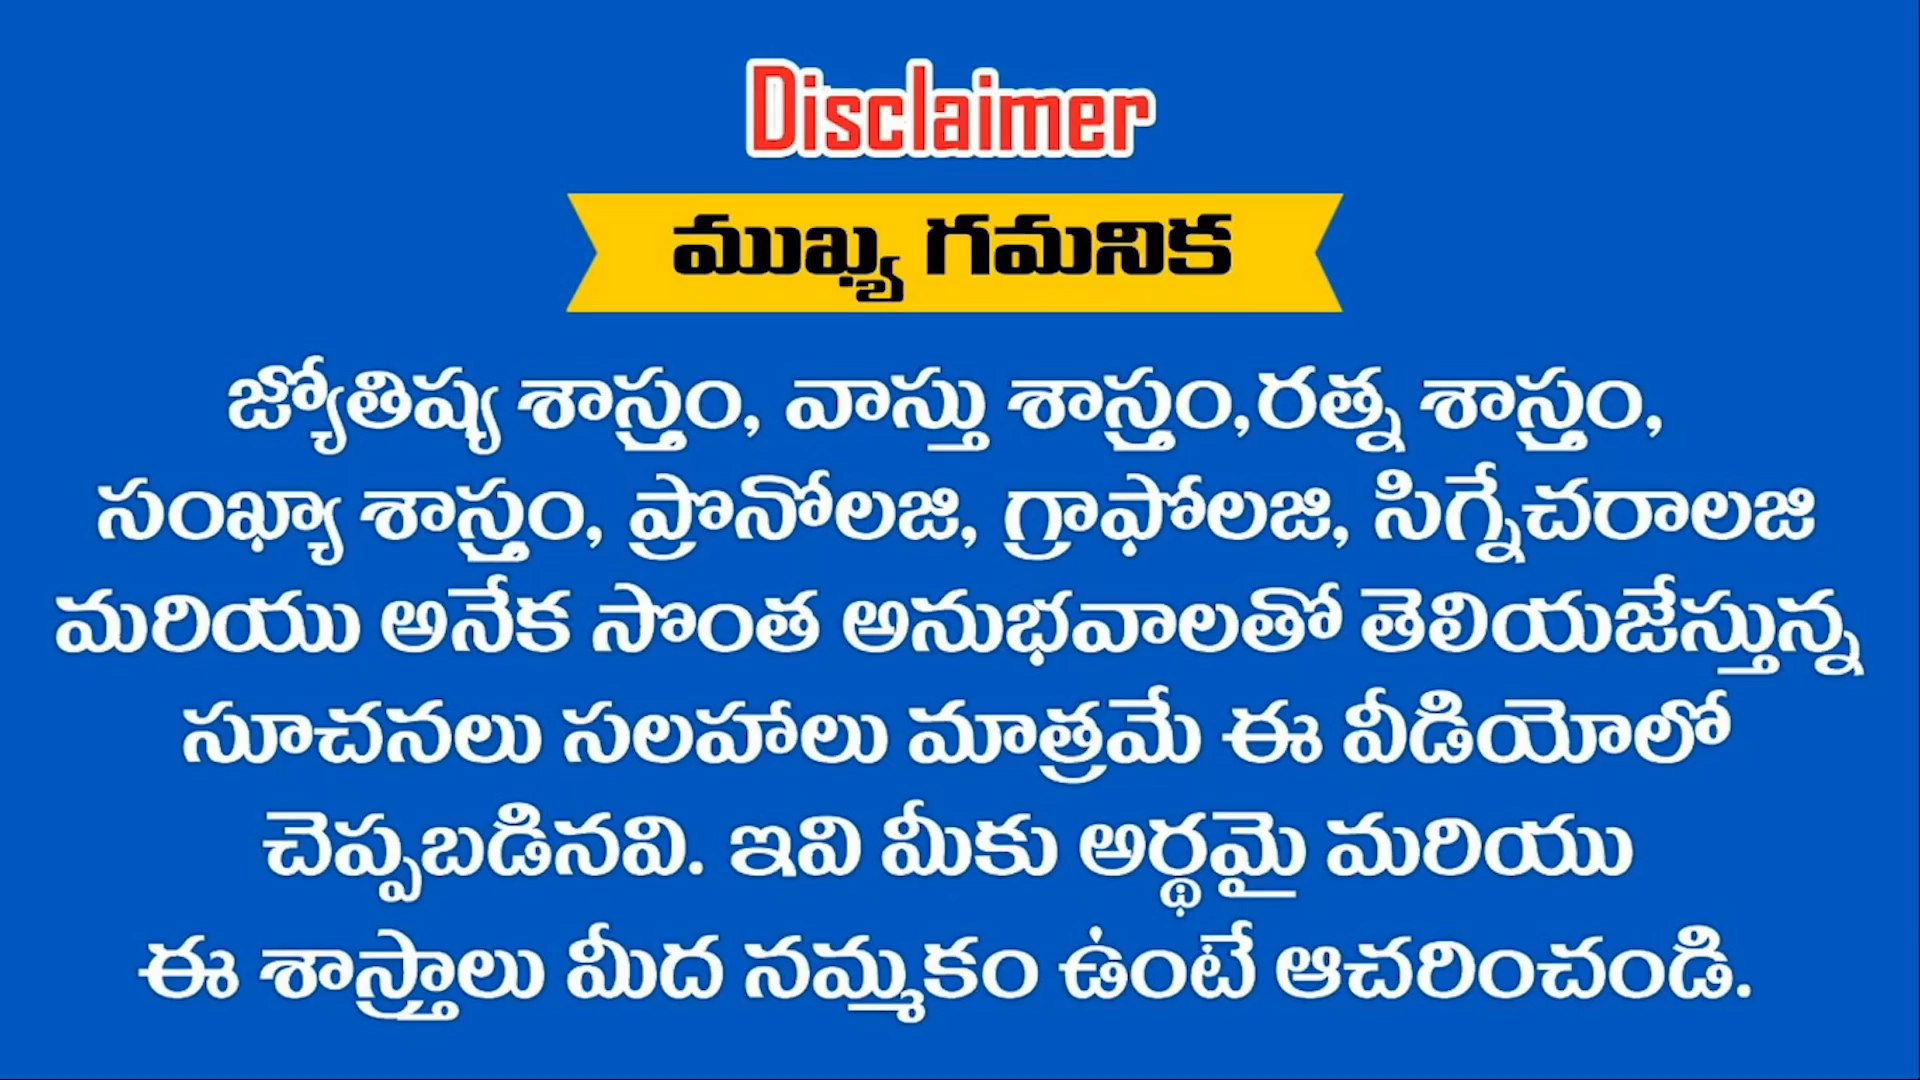 Disclaimer
ముఖ్య గమనిక
జ్యోతిష్య శాస్త్రం, వాస్తు శాస్త్రం,రత్న శాస్త్రం,
సంఖ్యా శాస్త్రం, ప్రొనోలజి, గ్రాఫోలజి, సిగ్నేచరాలజి
మరియు అనేక సొంత అనుభవాలతో తెలియజేస్తున్న
సూచనలు సలహాలు మాత్రమే ఈ వీడియోలో
చెప్పబడినవి. ఇవి మీకు అర్థమై మరియు
ఈ శాస్త్రాలు మీద నమ్మకం ఉంటే ఆచరించండి.